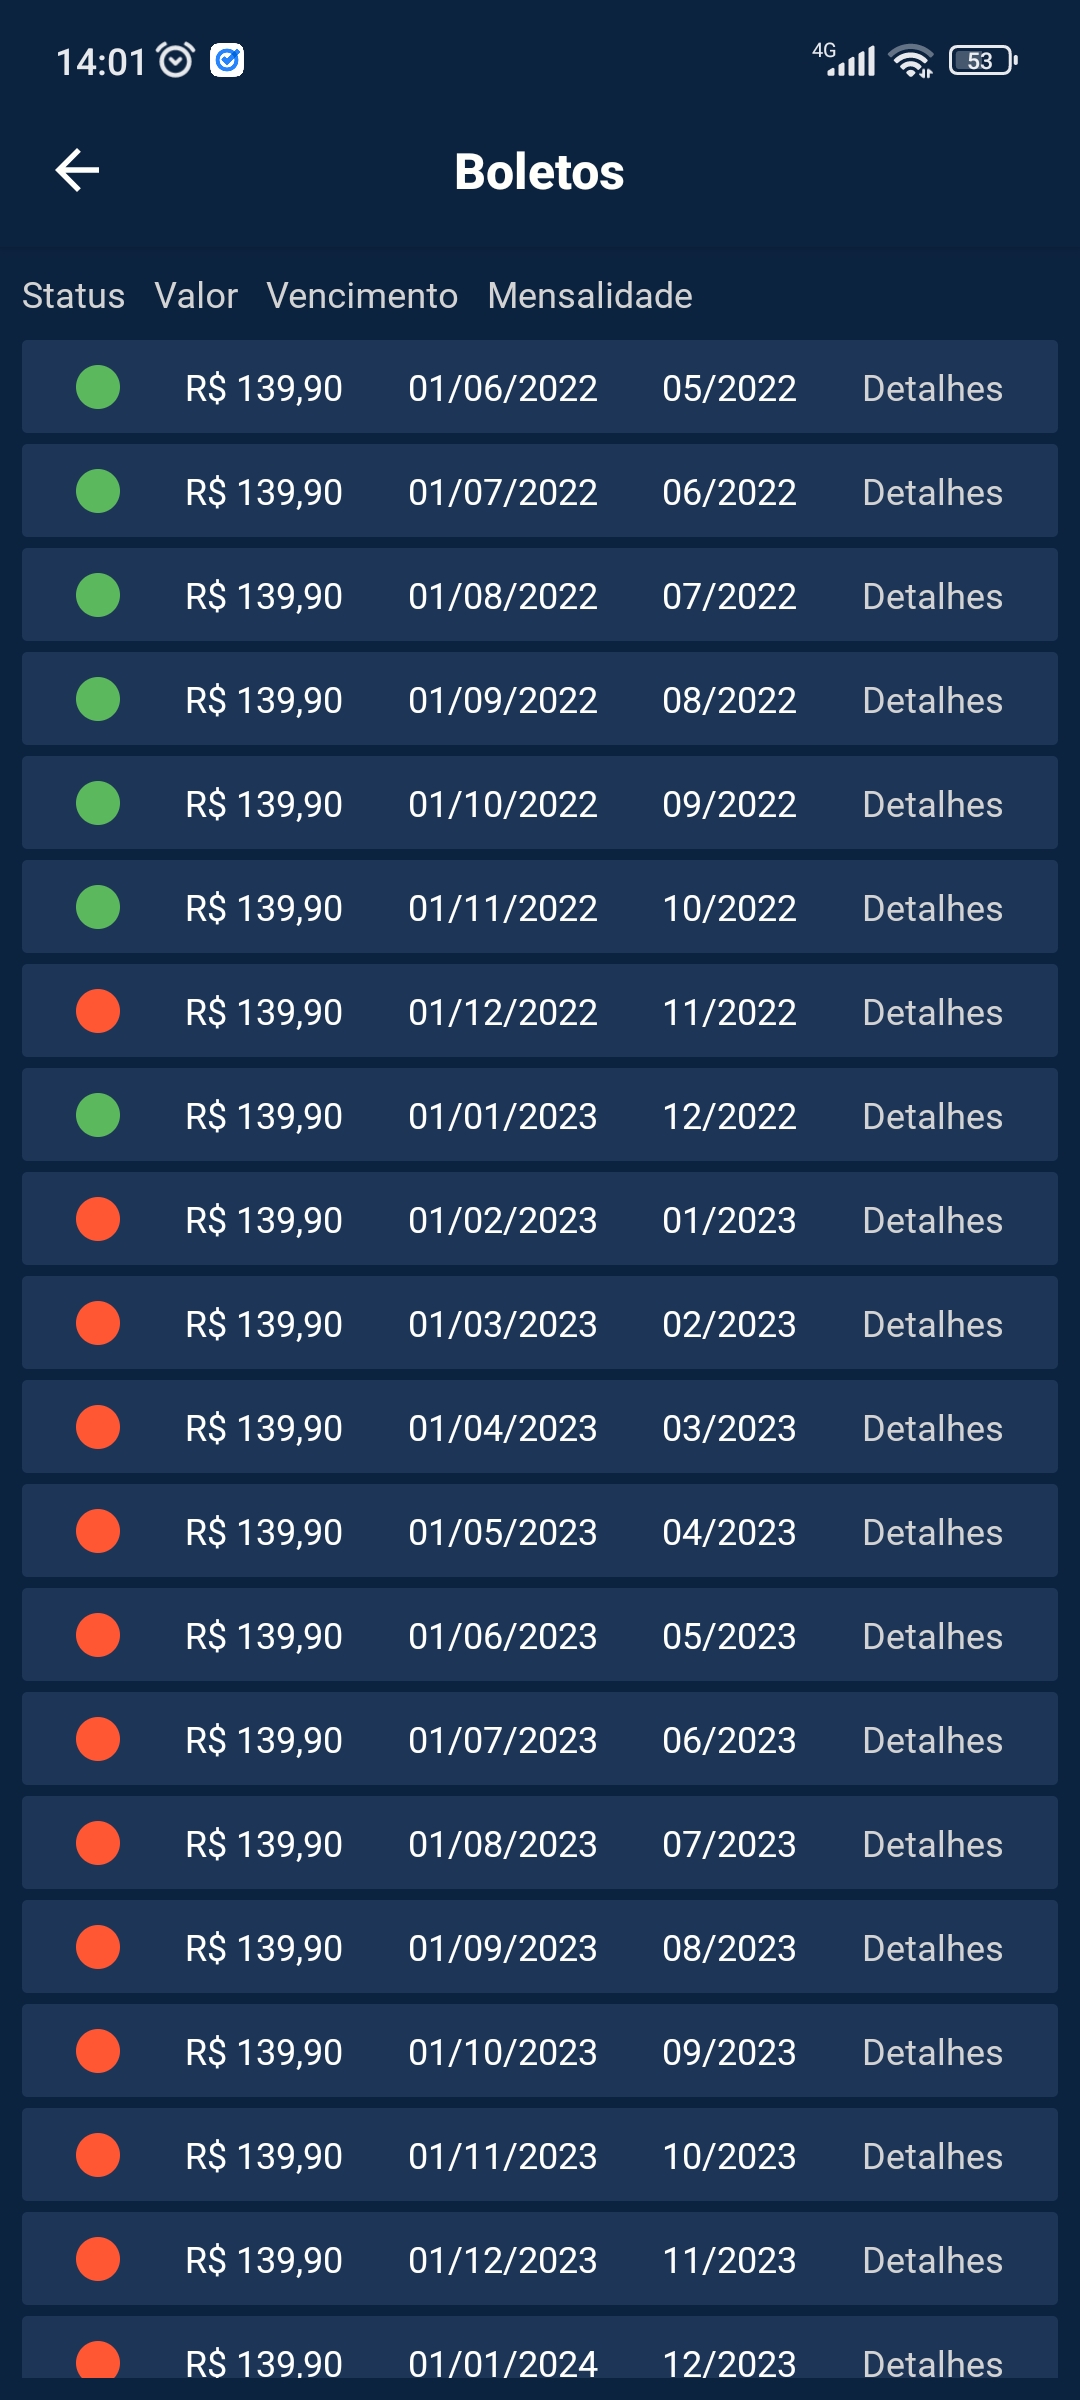 14:01 4G 53
Boletos
Status Valor Vencimento Mensalidade
R$ 139,90 01/06/2022 05/2022 Detalhes
R$ 139,90 01/07/2022 06/2022 Detalhes
R$ 139,90 01/08/2022 07/2022 Detalhes
R$ 139,90 01/09/2022 08/2022 Detalhes
R$ 139,90 01/10/2022 09/2022 Detalhes
R$ 139,90 01/11/2022 10/2022 Detalhes
R$ 139,90 01/12/2022 11/2022 Detalhes
R$ 139,90 01/01/2023 12/2022 Detalhes
R$ 139,90 01/02/2023 01/2023 Detalhes
R$ 139,90 01/03/2023 02/2023 Detalhes
R$ 139,90 01/04/2023 03/2023 Detalhes
R$ 139,90 01/05/2023 04/2023 Detalhes
R$ 139,90 01/06/2023 05/2023 Detalhes
R$ 139,90 01/07/2023 06/2023 Detalhes
R$ 139,90 01/08/2023 07/2023 Detalhes
R$ 139,90 01/09/2023 08/2023 Detalhes
R$ 139,90 01/10/2023 09/2023 Detalhes
R$ 139,90 01/11/2023 10/2023 Detalhes
R$ 139,90 01/12/2023 11/2023 Detalhes
R$ 139,90 01/01/2024 12/2023 Detalhes